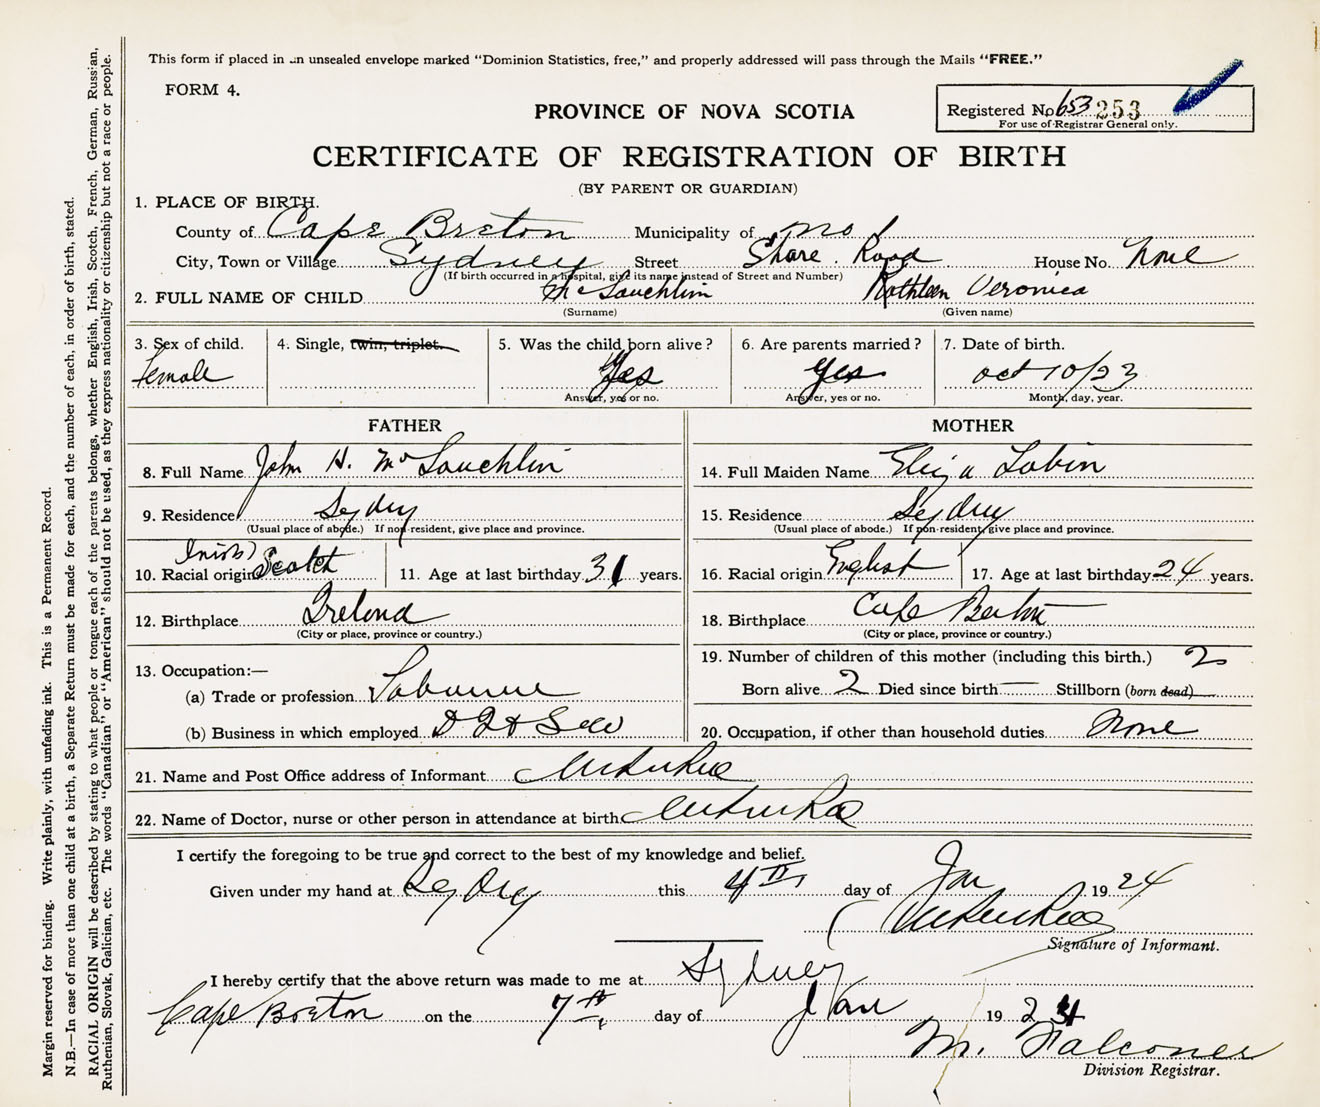 This form if placed in an unsealed envelope marked "Dominion Statistics, free," and properly addressed will pass through the Mails "FREE."
FORM 4.
PROVINCE OF NOVA SCOTIA
Registered No. 653 253
For use of Registrar General only.
CERTIFICATE OF REGISTRATION OF BIRTH
(BY PARENT OR GUARDIAN)
1. PLACE OF BIRTH.
County of Cape Breton Municipality of no 1
City, Town or Village Sydney Street Shore Road House No. None
(If birth occurred in a hospital, give its name instead of Street and Number)
2. FULL NAME OF CHILD McLauchlin Kathleen Veronica
(Surname) (Given name)
3. Sex of child. 4. Single, twin, triplet. 5. Was the child born alive? 6. Are parents married? 7. Date of birth.
Female Yes Yes Oct 10/23
Answer, yes or no. Answer, yes or no. Month, day, year.
FATHER MOTHER
8. Full Name John H. McLauchlin 14. Full Maiden Name Eliza Tobin
9. Residence Sydney 15. Residence Sydney
(Usual place of abode.) If non-resident, give place and province. (Usual place of abode.) If non-resident, give place and province.
Irish)
10. Racial origin Scotch 11. Age at last birthday 31 years. 16. Racial origin English 17. Age at last birthday 24 years.
12. Birthplace Ireland 18. Birthplace Cape Breton
(City or place, province or country.) (City or place, province or country.)
13. Occupation:— 19. Number of children of this mother (including this birth.) 2
(a) Trade or profession Labourer Born alive 2 Died since birth — Stillborn (born dead) —
(b) Business in which employed 20. Occupation, if other than household duties None
21. Name and Post Office address of Informant
22. Name of Doctor, nurse or other person in attendance at birth
I certify the foregoing to be true and correct to the best of my knowledge and belief.
Given under my hand at Sydney this 4th day of Jan 1924
Signature of Informant.
I hereby certify that the above return was made to me at Sydney
Cape Breton on the 7th day of Jan 1924
M. Falconer
Division Registrar.
Margin reserved for binding. Write plainly, with unfading ink. This is a Permanent Record.
N.B.—In case of more than one child at a birth, a Separate Return must be made for each, and the number of each, in order of birth, stated.
RACIAL ORIGIN will be described by stating to what people or tongue each of the parents belongs, whether English, Irish, Scotch, French, German, Russian,
Ruthenian, Slovak, Galician, etc. The words "Canadian" or "American" should not be used, as they express nationality or citizenship but not a race or people.